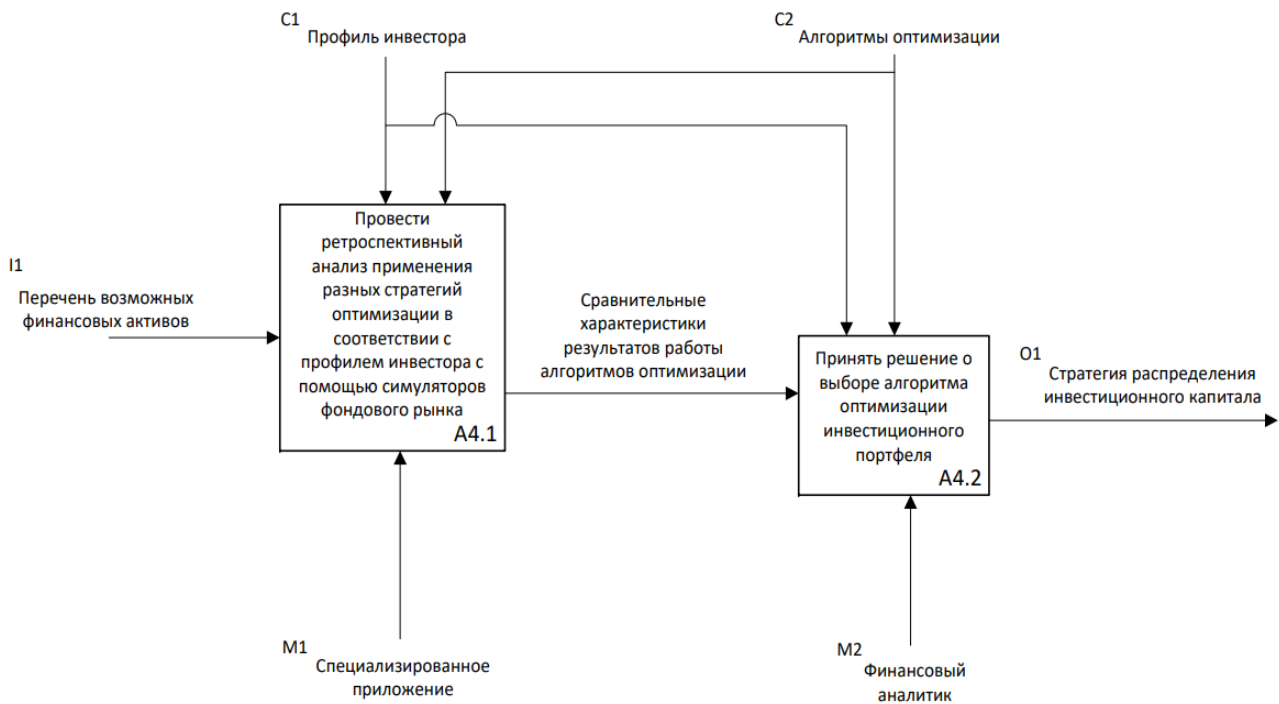 C1
Профиль инвестора
C2
Алгоритмы оптимизации
Провести
ретроспективный
анализ применения
разных стратегий
оптимизации в
соответствии с
профилем инвестора с
помощью симуляторов
фондового рынка
A4.1
I1
Перечень возможных
финансовых активов
Сравнительные
характеристики
результатов работы
алгоритмов оптимизации
Принять решение о
выборе алгоритма
оптимизации
инвестиционного
портфеля
A4.2
O1
Стратегия распределения
инвестиционного капитала
M1
Специализированное
приложение
M2
Финансовый
аналитик